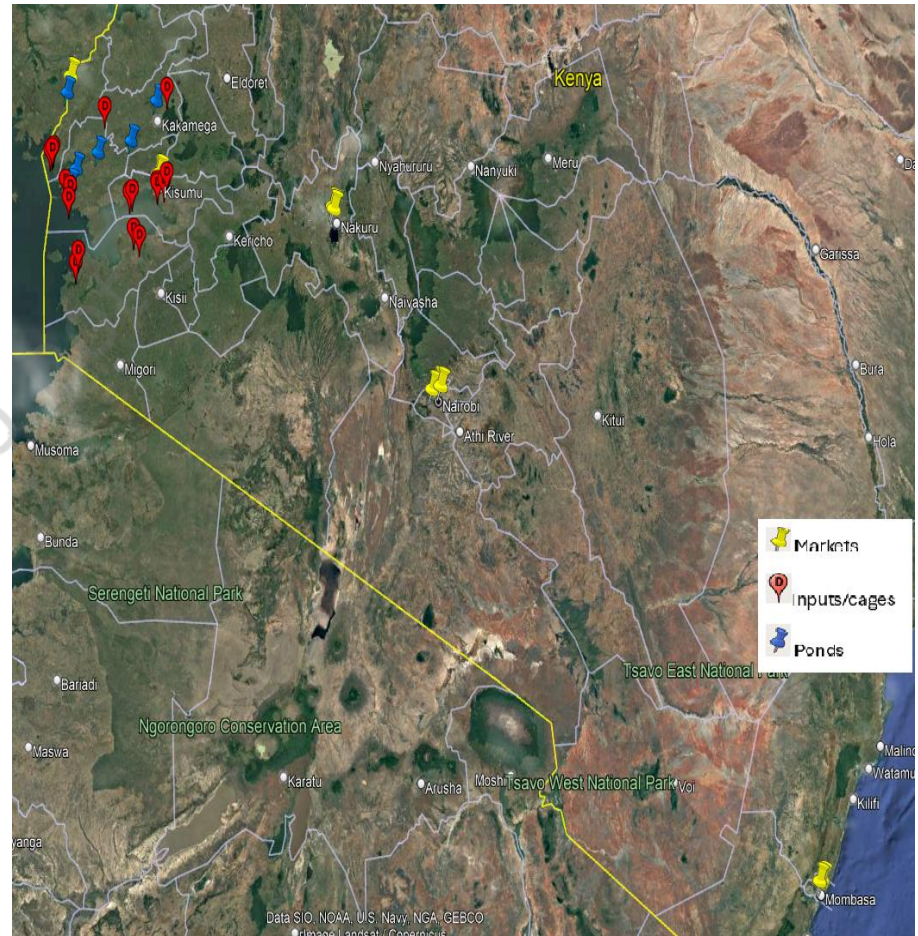 Kenya
Eldoret
Kakamega
Nyahururu
Nanyuki
Meru
Kisumu
Nakuru
Kericho
Garissa
Kisii
Naivasha
Migori
Bura
Nairobi
Kitui
Athi River
Hola
Musoma
Markets
Bunda
Serengeti National Park
Inputs/cages
Ponds
Tsavo East National Park
Bariadi
Ngorongoro Conservation Area
Maswa
Malind
Watamu
Karatu
Arusha
Moshi
Tsavo West National Park
Voi
Kilifi
yanga
Mombasa
Data SIO, NOAA, U.S. Navy, NGA, GEBCO
Image Landsat / Copernicus
D
D
D
D
D
D
D
D
D